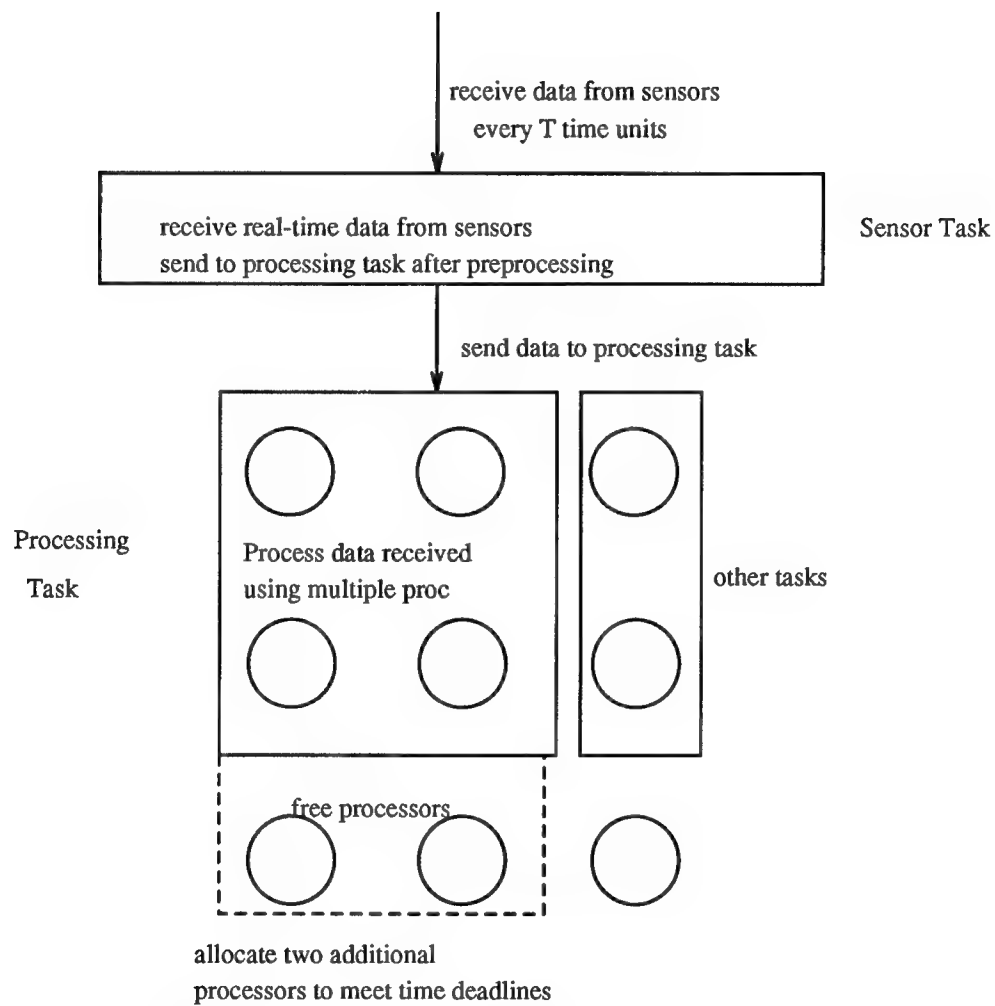 receive data from sensors
every T time units
receive real-time data from sensors
send to processing task after preprocessing
Sensor Task
send data to processing task
Processing
Task
Process data received
using multiple proc
other tasks
free processors
allocate two additional
processors to meet time deadlines